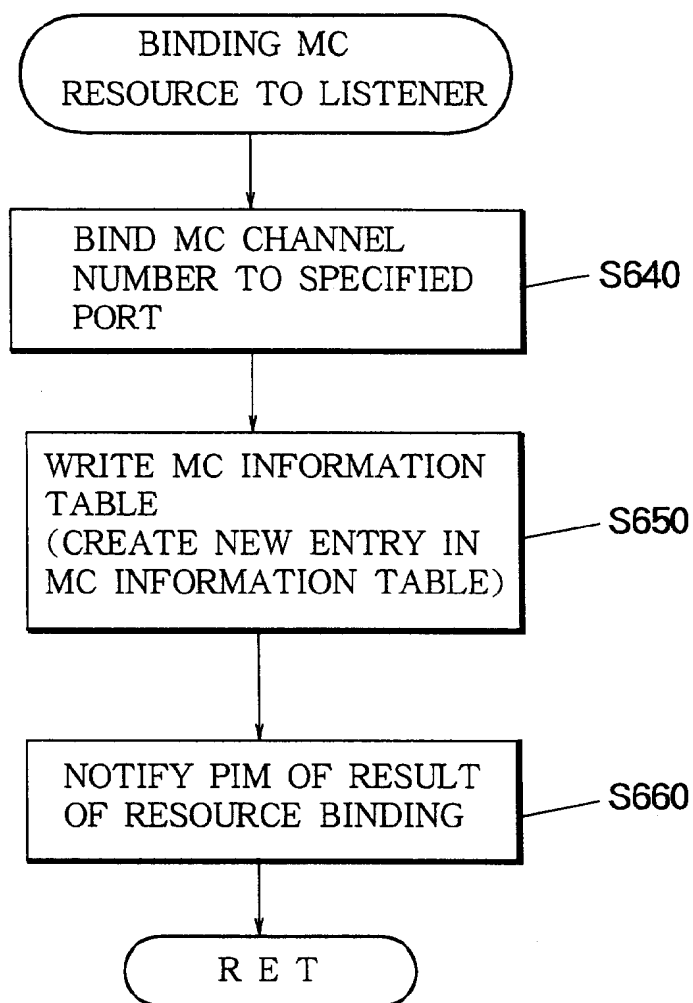 BINDING MC
RESOURCE TO LISTENER
BIND MC CHANNEL
NUMBER TO SPECIFIED
PORT
S640
WRITE MC INFORMATION
TABLE
(CREATE NEW ENTRY IN
MC INFORMATION TABLE)
S650
NOTIFY PIM OF RESULT
OF RESOURCE BINDING
S660
R E T